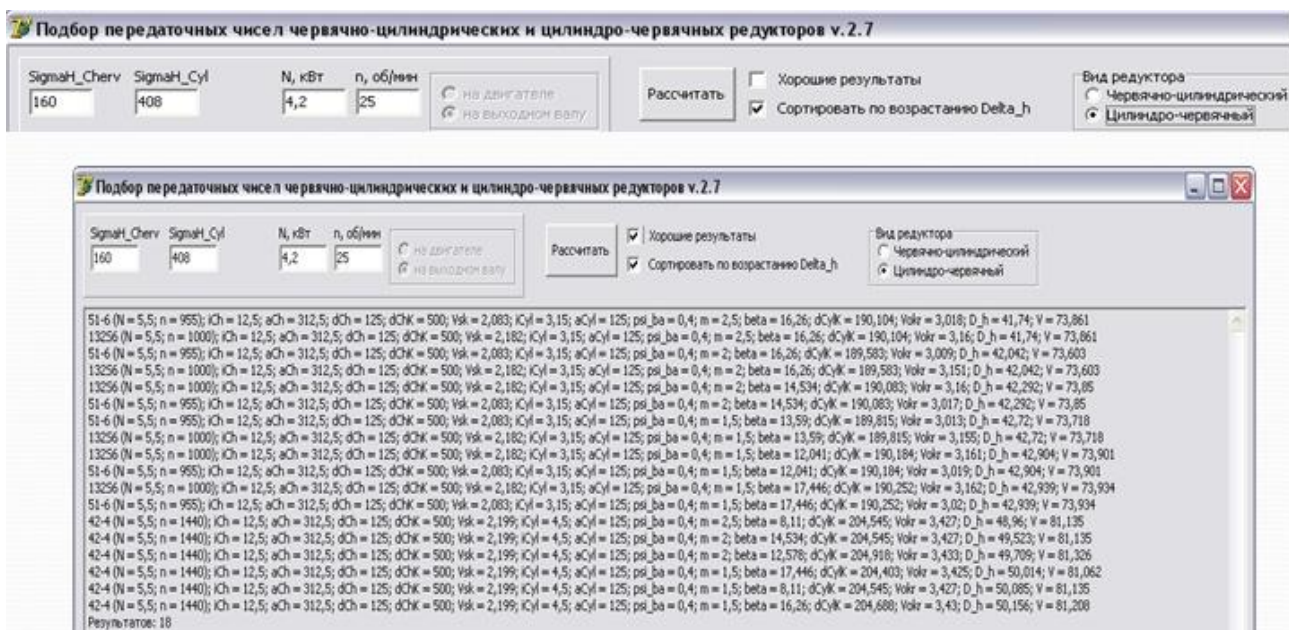 Подбор передаточных чисел червячно-цилиндрических и цилиндро-червячных редукторов v.2.7
SigmaH_Cherv SigmaH_Cyl N, кВт n, об/мин Вид редуктора
160 408 4,2 25 на двигателе Рассчитать Хорошие результаты Червячно-цилиндрический
на выходном валу Сортировать по возрастанию Delta_h Цилиндро-червячный
Подбор передаточных чисел червячно-цилиндрических и цилиндро-червячных редукторов v.2.7
SigmaH_Cherv SigmaH_Cyl N, кВт n, об/мин Вид редуктора
160 408 4,2 25 на двигателе Рассчитать Хорошие результаты Червячно-цилиндрический
на выходном валу Сортировать по возрастанию Delta_h Цилиндро-червячный
51-6 (N = 5,5; n = 955); iCh = 12,5; aCh = 312,5; dCh = 125; dChK = 500; Vsk = 2,083; iCyl = 3,15; aCyl = 125; psi_ba = 0,4; m = 2,5; beta = 16,26; dCylK = 190,104; Vokr = 3,018; D_h = 41,74; V = 73,861
13256 (N = 5,5; n = 1000); iCh = 12,5; aCh = 312,5; dCh = 125; dChK = 500; Vsk = 2,182; iCyl = 3,15; aCyl = 125; psi_ba = 0,4; m = 2,5; beta = 16,26; dCylK = 190,104; Vokr = 3,16; D_h = 41,74; V = 73,861
51-6 (N = 5,5; n = 955); iCh = 12,5; aCh = 312,5; dCh = 125; dChK = 500; Vsk = 2,083; iCyl = 3,15; aCyl = 125; psi_ba = 0,4; m = 2; beta = 16,26; dCylK = 189,583; Vokr = 3,009; D_h = 42,042; V = 73,603
13256 (N = 5,5; n = 1000); iCh = 12,5; aCh = 312,5; dCh = 125; dChK = 500; Vsk = 2,182; iCyl = 3,15; aCyl = 125; psi_ba = 0,4; m = 2; beta = 16,26; dCylK = 189,583; Vokr = 3,151; D_h = 42,042; V = 73,603
13256 (N = 5,5; n = 1000); iCh = 12,5; aCh = 312,5; dCh = 125; dChK = 500; Vsk = 2,182; iCyl = 3,15; aCyl = 125; psi_ba = 0,4; m = 2; beta = 14,534; dCylK = 190,083; Vokr = 3,16; D_h = 42,292; V = 73,85
51-6 (N = 5,5; n = 955); iCh = 12,5; aCh = 312,5; dCh = 125; dChK = 500; Vsk = 2,083; iCyl = 3,15; aCyl = 125; psi_ba = 0,4; m = 2; beta = 14,534; dCylK = 190,083; Vokr = 3,017; D_h = 42,292; V = 73,85
51-6 (N = 5,5; n = 955); iCh = 12,5; aCh = 312,5; dCh = 125; dChK = 500; Vsk = 2,083; iCyl = 3,15; aCyl = 125; psi_ba = 0,4; m = 1,5; beta = 13,59; dCylK = 189,815; Vokr = 3,013; D_h = 42,72; V = 73,718
13256 (N = 5,5; n = 1000); iCh = 12,5; aCh = 312,5; dCh = 125; dChK = 500; Vsk = 2,182; iCyl = 3,15; aCyl = 125; psi_ba = 0,4; m = 1,5; beta = 13,59; dCylK = 189,815; Vokr = 3,155; D_h = 42,72; V = 73,718
13256 (N = 5,5; n = 1000); iCh = 12,5; aCh = 312,5; dCh = 125; dChK = 500; Vsk = 2,182; iCyl = 3,15; aCyl = 125; psi_ba = 0,4; m = 1,5; beta = 12,041; dCylK = 190,184; Vokr = 3,161; D_h = 42,904; V = 73,901
51-6 (N = 5,5; n = 955); iCh = 12,5; aCh = 312,5; dCh = 125; dChK = 500; Vsk = 2,083; iCyl = 3,15; aCyl = 125; psi_ba = 0,4; m = 1,5; beta = 12,041; dCylK = 190,184; Vokr = 3,019; D_h = 42,904; V = 73,901
13256 (N = 5,5; n = 1000); iCh = 12,5; aCh = 312,5; dCh = 125; dChK = 500; Vsk = 2,182; iCyl = 3,15; aCyl = 125; psi_ba = 0,4; m = 1,5; beta = 17,446; dCylK = 190,252; Vokr = 3,162; D_h = 42,939; V = 73,934
51-6 (N = 5,5; n = 955); iCh = 12,5; aCh = 312,5; dCh = 125; dChK = 500; Vsk = 2,083; iCyl = 3,15; aCyl = 125; psi_ba = 0,4; m = 1,5; beta = 17,446; dCylK = 190,252; Vokr = 3,02; D_h = 42,939; V = 73,934
42-4 (N = 5,5; n = 1440); iCh = 12,5; aCh = 312,5; dCh = 125; dChK = 500; Vsk = 2,199; iCyl = 4,5; aCyl = 125; psi_ba = 0,4; m = 2,5; beta = 8,11; dCylK = 204,545; Vokr = 3,427; D_h = 48,96; V = 81,135
42-4 (N = 5,5; n = 1440); iCh = 12,5; aCh = 312,5; dCh = 125; dChK = 500; Vsk = 2,199; iCyl = 4,5; aCyl = 125; psi_ba = 0,4; m = 2; beta = 14,534; dCylK = 204,545; Vokr = 3,427; D_h = 49,523; V = 81,135
42-4 (N = 5,5; n = 1440); iCh = 12,5; aCh = 312,5; dCh = 125; dChK = 500; Vsk = 2,199; iCyl = 4,5; aCyl = 125; psi_ba = 0,4; m = 2; beta = 12,578; dCylK = 204,918; Vokr = 3,433; D_h = 49,709; V = 81,326
42-4 (N = 5,5; n = 1440); iCh = 12,5; aCh = 312,5; dCh = 125; dChK = 500; Vsk = 2,199; iCyl = 4,5; aCyl = 125; psi_ba = 0,4; m = 1,5; beta = 17,446; dCylK = 204,403; Vokr = 3,425; D_h = 50,014; V = 81,062
42-4 (N = 5,5; n = 1440); iCh = 12,5; aCh = 312,5; dCh = 125; dChK = 500; Vsk = 2,199; iCyl = 4,5; aCyl = 125; psi_ba = 0,4; m = 1,5; beta = 8,11; dCylK = 204,545; Vokr = 3,427; D_h = 50,085; V = 81,135
42-4 (N = 5,5; n = 1440); iCh = 12,5; aCh = 312,5; dCh = 125; dChK = 500; Vsk = 2,199; iCyl = 4,5; aCyl = 125; psi_ba = 0,4; m = 1,5; beta = 16,26; dCylK = 204,688; Vokr = 3,43; D_h = 50,156; V = 81,208
Результатов: 18